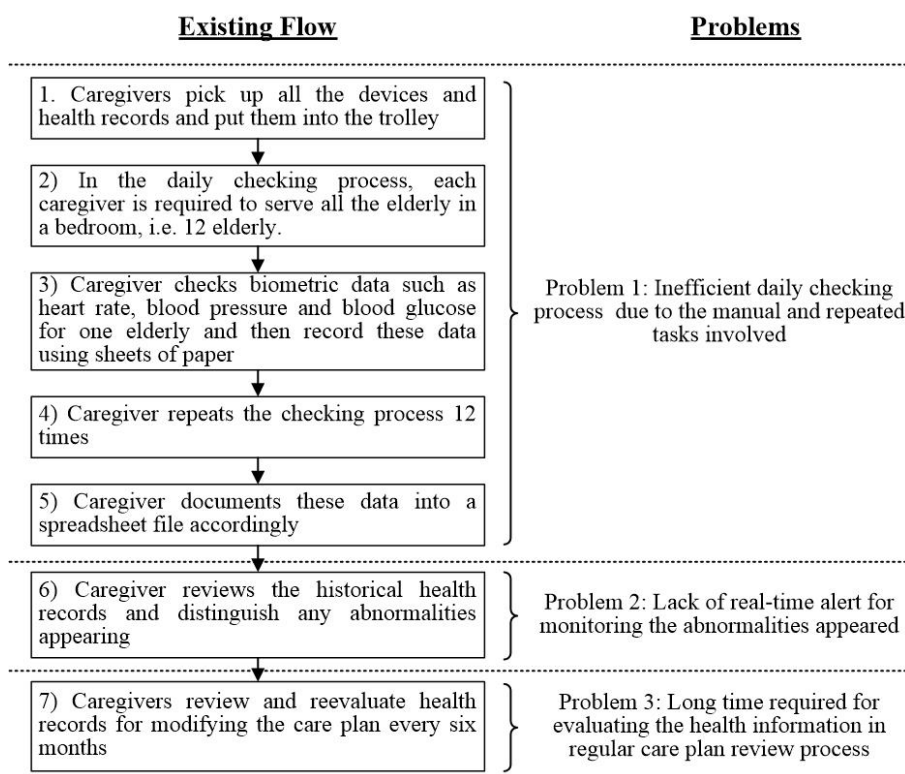 Existing Flow
Problems
1. Caregivers pick up all the devices and
health records and put them into the trolley
2) In the daily checking process, each
caregiver is required to serve all the elderly in
a bedroom, i.e. 12 elderly.
3) Caregiver checks biometric data such as
heart rate, blood pressure and blood glucose
for one elderly and then record these data
using sheets of paper
4) Caregiver repeats the checking process 12
times
5) Caregiver documents these data into a
spreadsheet file accordingly
Problem 1: Inefficient daily checking
process due to the manual and repeated
tasks involved
6) Caregiver reviews the historical health
records and distinguish any abnormalities
appearing
Problem 2: Lack of real-time alert for
monitoring the abnormalities appeared
7) Caregivers review and reevaluate health
records for modifying the care plan every six
months
Problem 3: Long time required for
evaluating the health information in
regular care plan review process